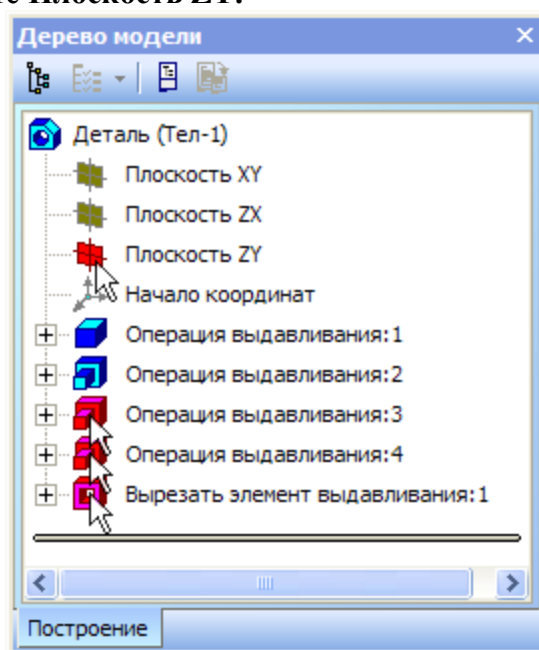 Дерево модели
Деталь (Тел-1)
Плоскость XY
Плоскость ZX
Плоскость ZY
Начало координат
Операция выдавливания:1
Операция выдавливания:2
Операция выдавливания:3
Операция выдавливания:4
Вырезать элемент выдавливания:1
Построение